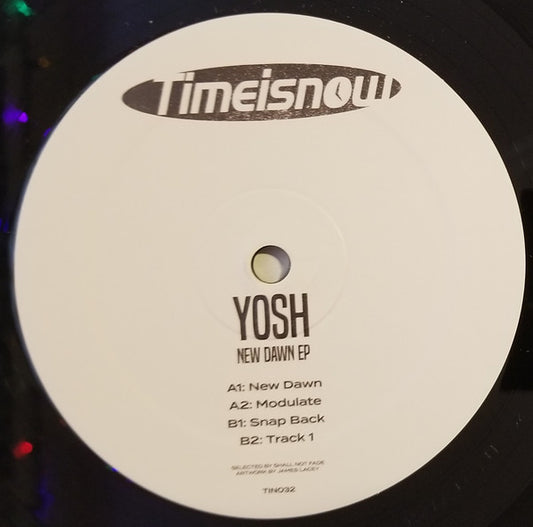 Timeisnow
YOSH
NEW DAWN EP
A1: New Dawn
A2: Modulate
B1: Snap Back
B2: Track 1
SELECTED BY SHALL NOT FADE
ARTWORK BY JAMES LACEY
TIN032